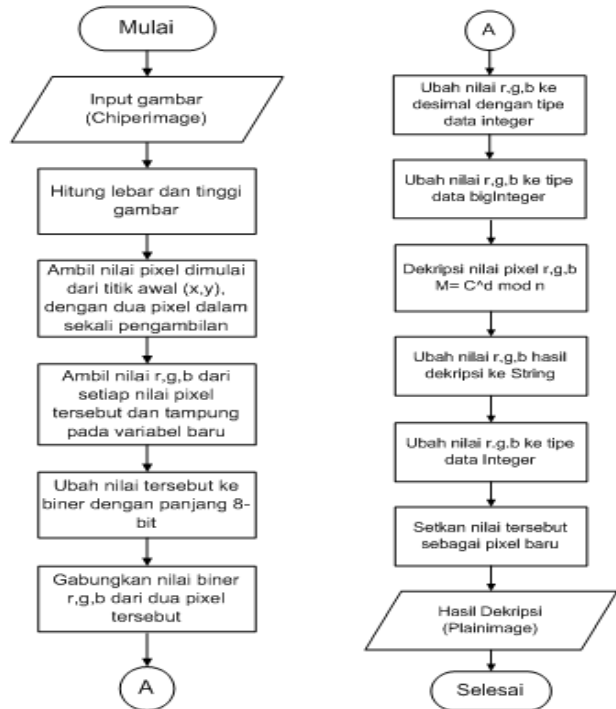 Mulai
Input gambar
(Chiperimage)
Hitung lebar dan tinggi
gambar
Ambil nilai pixel dimulai
dari titik awal (x,y),
dengan dua pixel dalam
sekali pengambilan
Ambil nilai r,g,b dari
setiap nilai pixel
tersebut dan tampung
pada variabel baru
Ubah nilai tersebut ke
biner dengan panjang 8-
bit
Gabungkan nilai biner
r,g,b dari dua pixel
tersebut
A
A
Ubah nilai r,g,b ke
desimal dengan tipe
data integer
Ubah nilai r,g,b ke tipe
data bigInteger
Dekripsi nilai pixel r,g,b
M= C^d mod n
Ubah nilai r,g,b hasil
dekripsi ke String
Ubah nilai r.g.b ke tipe
data Integer
Setkan nilai tersebut
sebagai pixel baru
Hasil Dekripsi
(Plainimage)
Selesai